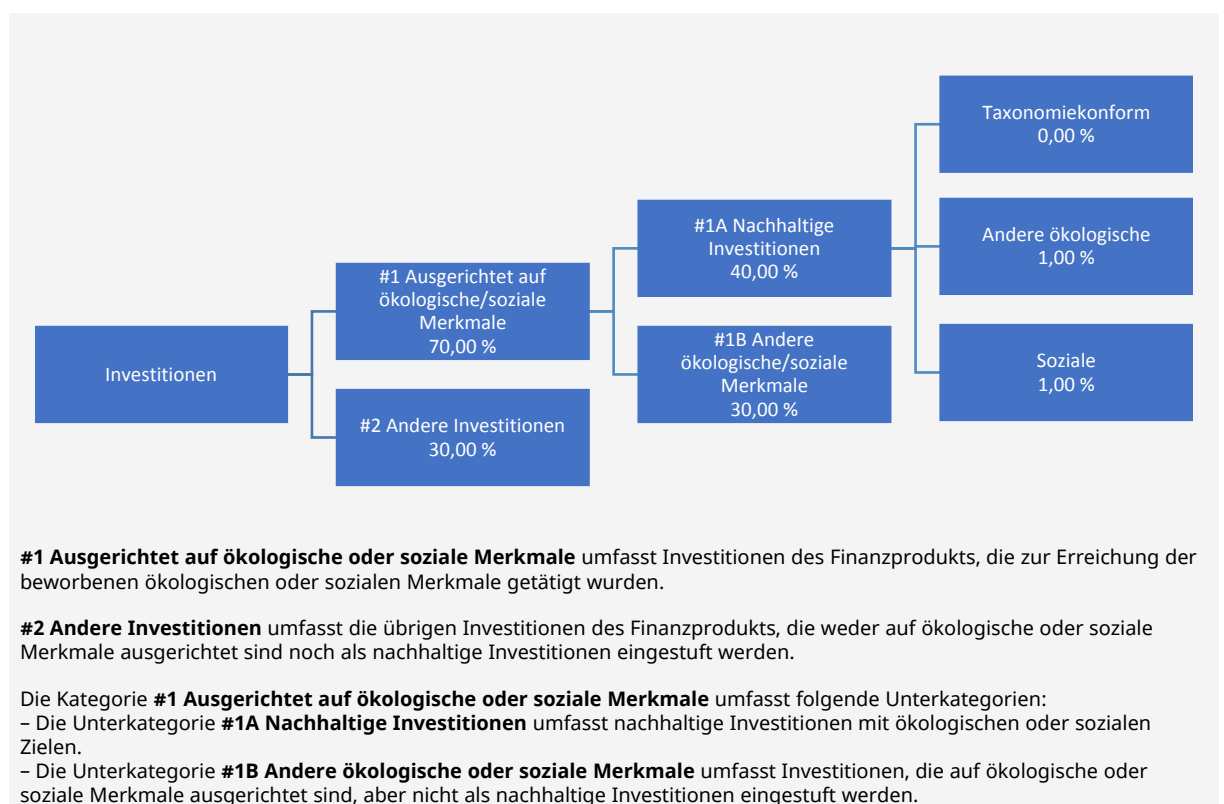 Investitionen
#1 Ausgerichtet auf
ökologische/soziale
Merkmale
70,00 %
#2 Andere Investitionen
30,00 %
#1A Nachhaltige
Investitionen
40,00 %
#1B Andere
ökologische/soziale
Merkmale
30,00 %
Taxonomiekonform
0,00 %
Andere ökologische
1,00 %
Soziale
1,00 %
#1 Ausgerichtet auf ökologische oder soziale Merkmale umfasst Investitionen des Finanzprodukts, die zur Erreichung der
beworbenen ökologischen oder sozialen Merkmale getätigt wurden.
#2 Andere Investitionen umfasst die übrigen Investitionen des Finanzprodukts, die weder auf ökologische oder soziale
Merkmale ausgerichtet sind noch als nachhaltige Investitionen eingestuft werden.
Die Kategorie #1 Ausgerichtet auf ökologische oder soziale Merkmale umfasst folgende Unterkategorien:
– Die Unterkategorie #1A Nachhaltige Investitionen umfasst nachhaltige Investitionen mit ökologischen oder sozialen
Zielen.
– Die Unterkategorie #1B Andere ökologische oder soziale Merkmale umfasst Investitionen, die auf ökologische oder
soziale Merkmale ausgerichtet sind, aber nicht als nachhaltige Investitionen eingestuft werden.